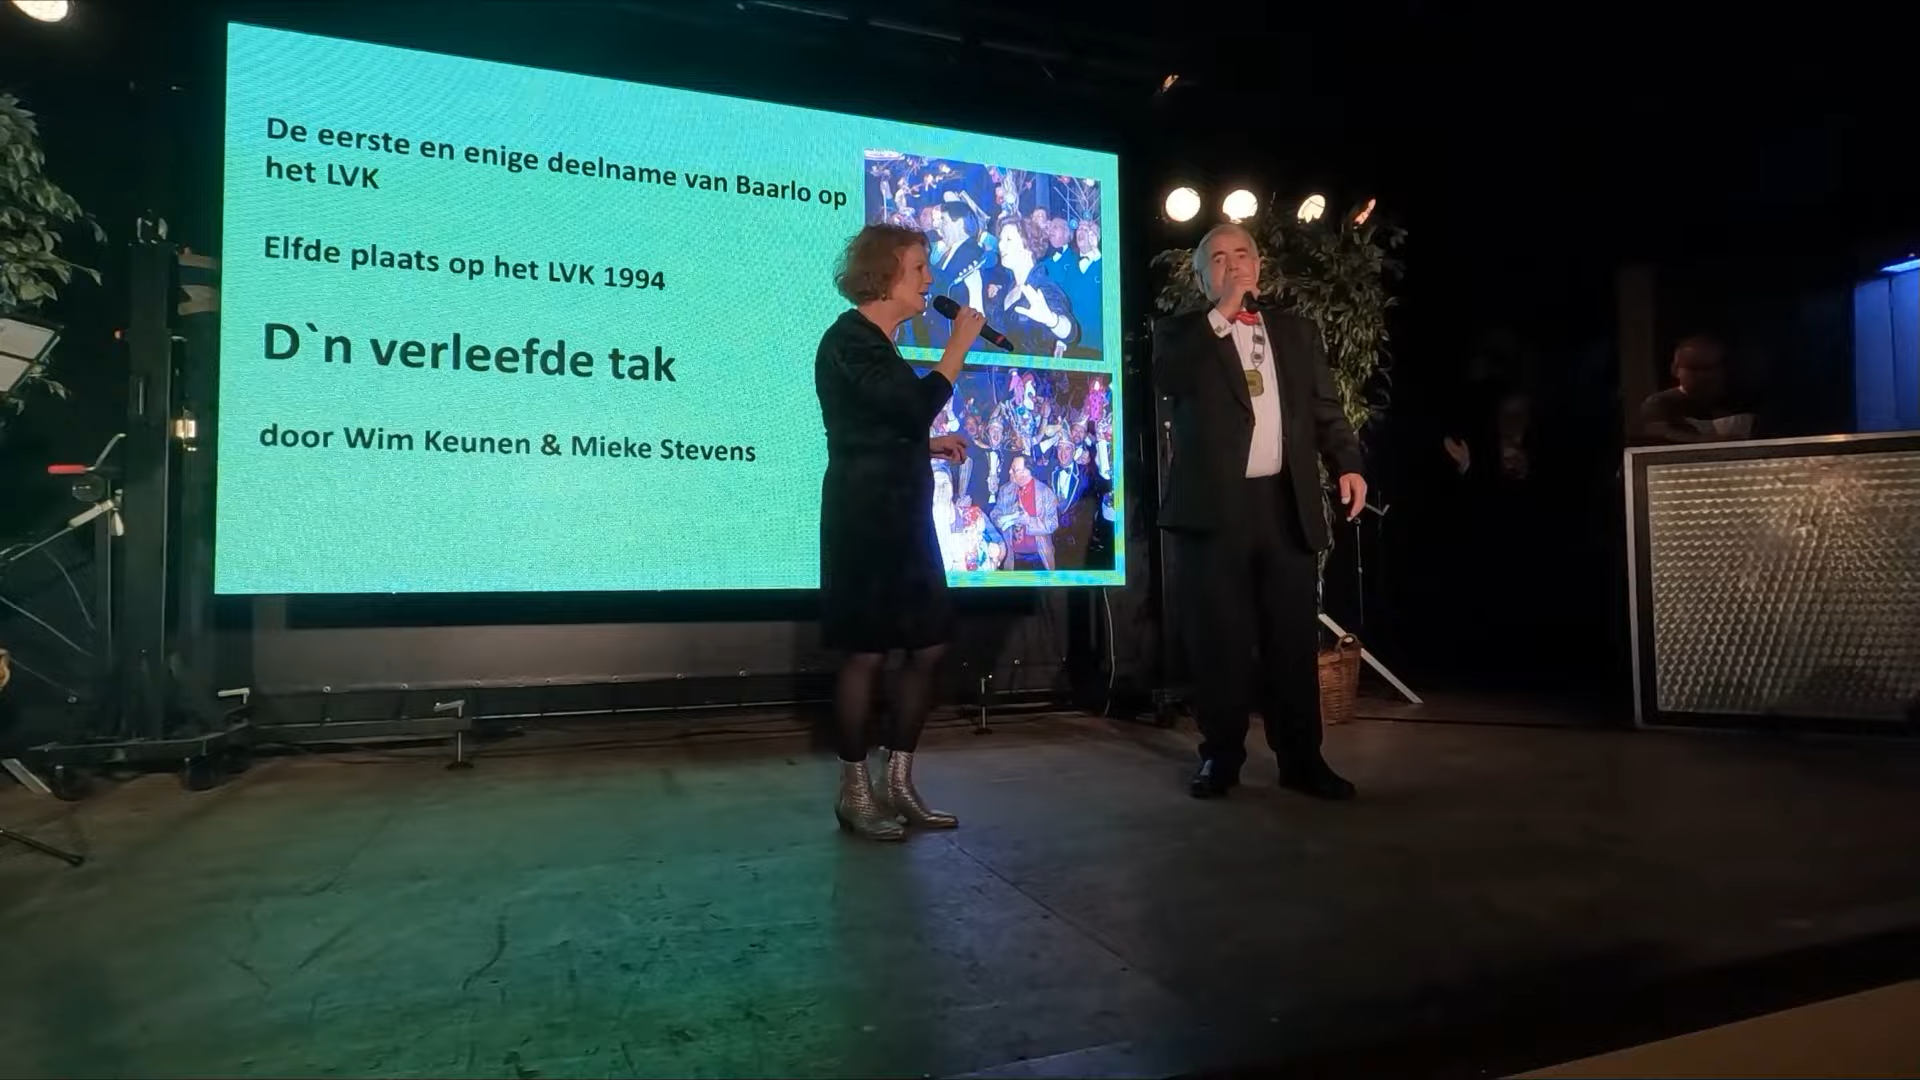 De eerste en enige deelname van Baarlo op
het LVK
Elfde plaats op het LVK 1994
D`n verleefde tak
door Wim Keunen & Mieke Stevens